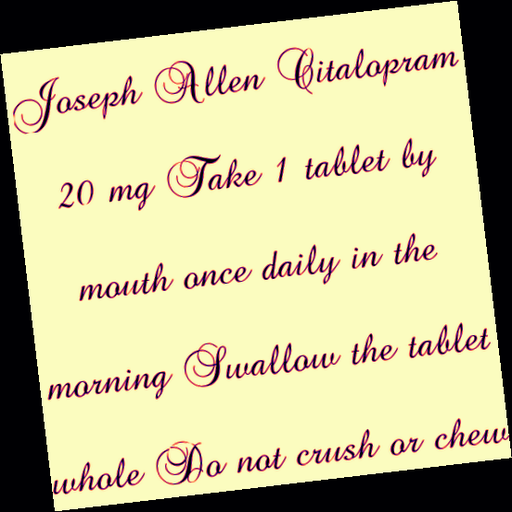 Joseph Allen Citalopram
20 mg Take 1 tablet by
mouth once daily in the
morning Swallow the tablet
whole Do not crush or chew